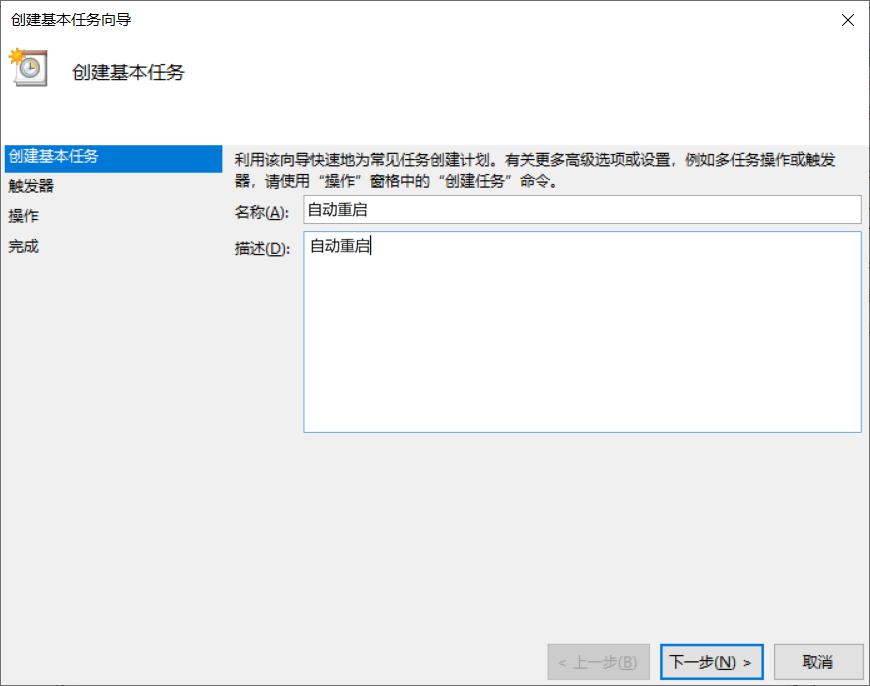 创建基本任务向导
创建基本任务
创建基本任务
触发器
操作
完成
利用该向导快速地为常见任务创建计划。有关更多高级选项或设置，例如多任务操作或触发
器，请使用“操作”窗格中的“创建任务”命令。
名称(A): 自动重启
描述(D): 自动重启
< 上一步(B) 下一步(N) > 取消